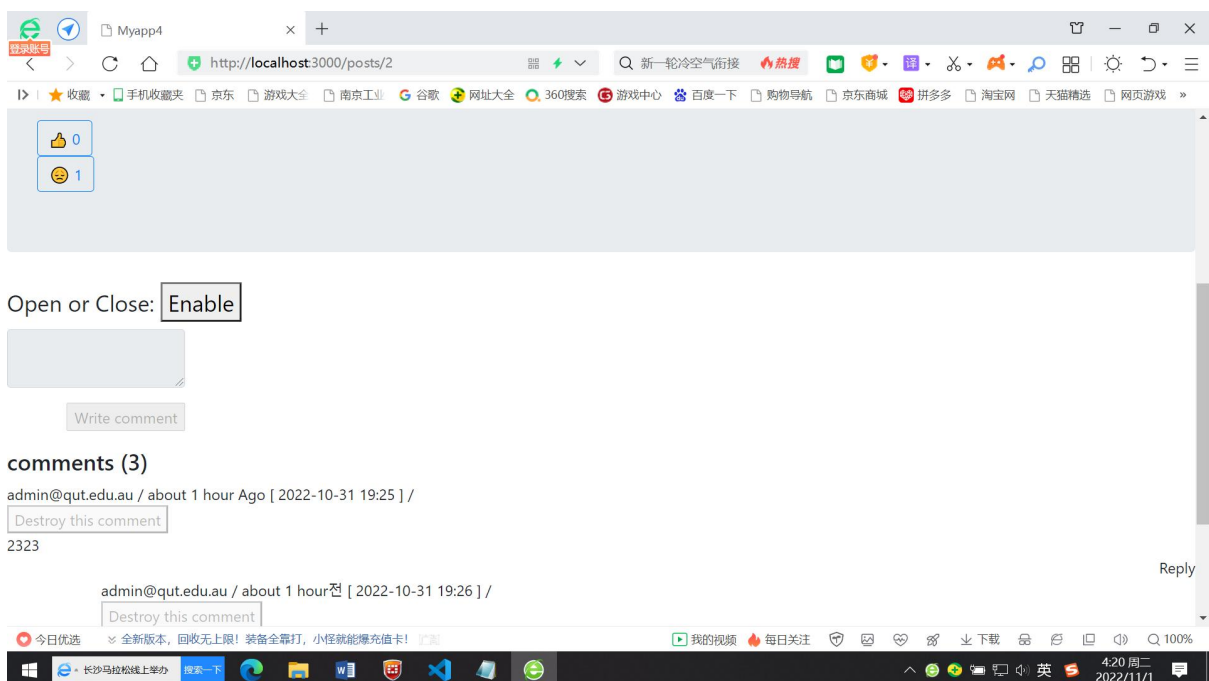 Myapp4
登录账号
http://localhost:3000/posts/2
新一轮冷空气衔接 热搜
译
收藏 手机收藏夹 京东 游戏大全 南京工业 谷歌 网址大全 360搜索 游戏中心 百度一下 购物导航 京东商城 拼多多 淘宝网 天猫精选 网页游戏 »
0
1
Open or Close: Enable
Write comment
comments (3)
admin@qut.edu.au / about 1 hour Ago [ 2022-10-31 19:25 ] /
Destroy this comment
2323
Reply
admin@qut.edu.au / about 1 hour전 [ 2022-10-31 19:26 ] /
Destroy this comment
今日优选 全新版本，回收无上限！装备全靠打，小怪就能爆充值卡！ 我的视频 每日关注 下载 100%
长沙马拉松线上举办 搜索一下 英 4:20 周二
2022/11/1